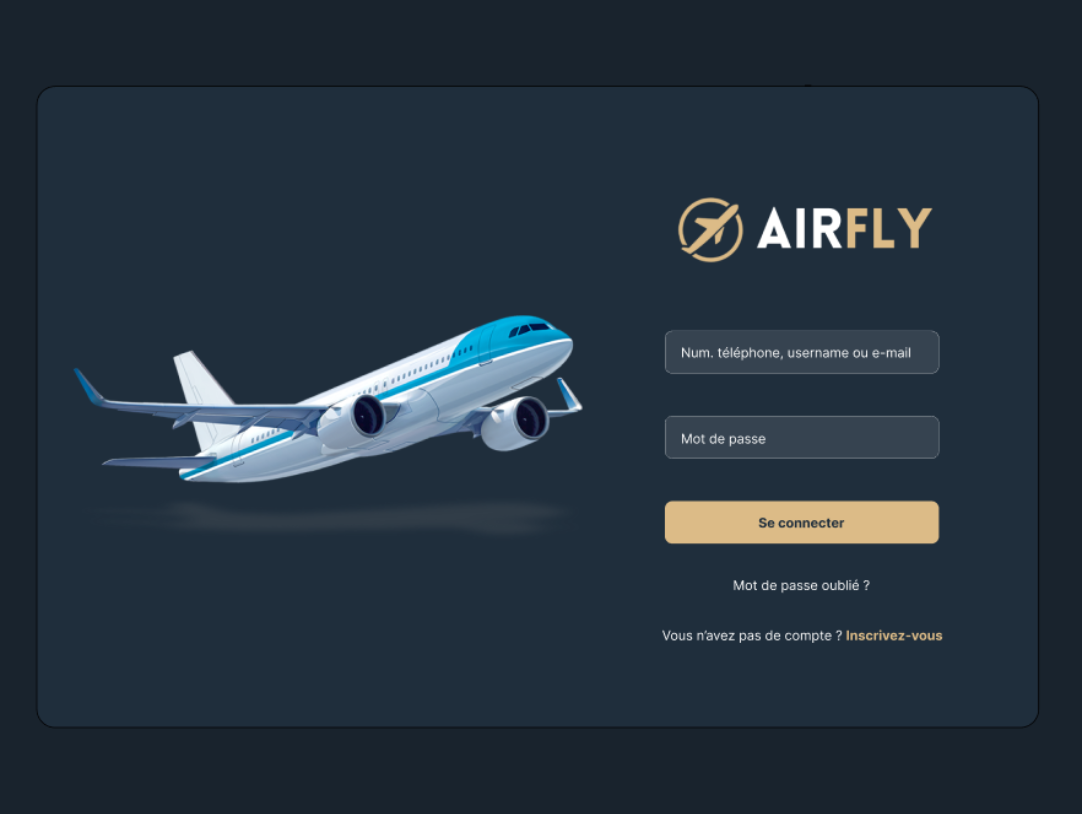 AIRFLY
Num. téléphone, username ou e-mail
Mot de passe
Se connecter
Mot de passe oublié ?
Vous n’avez pas de compte ? Inscrivez-vous